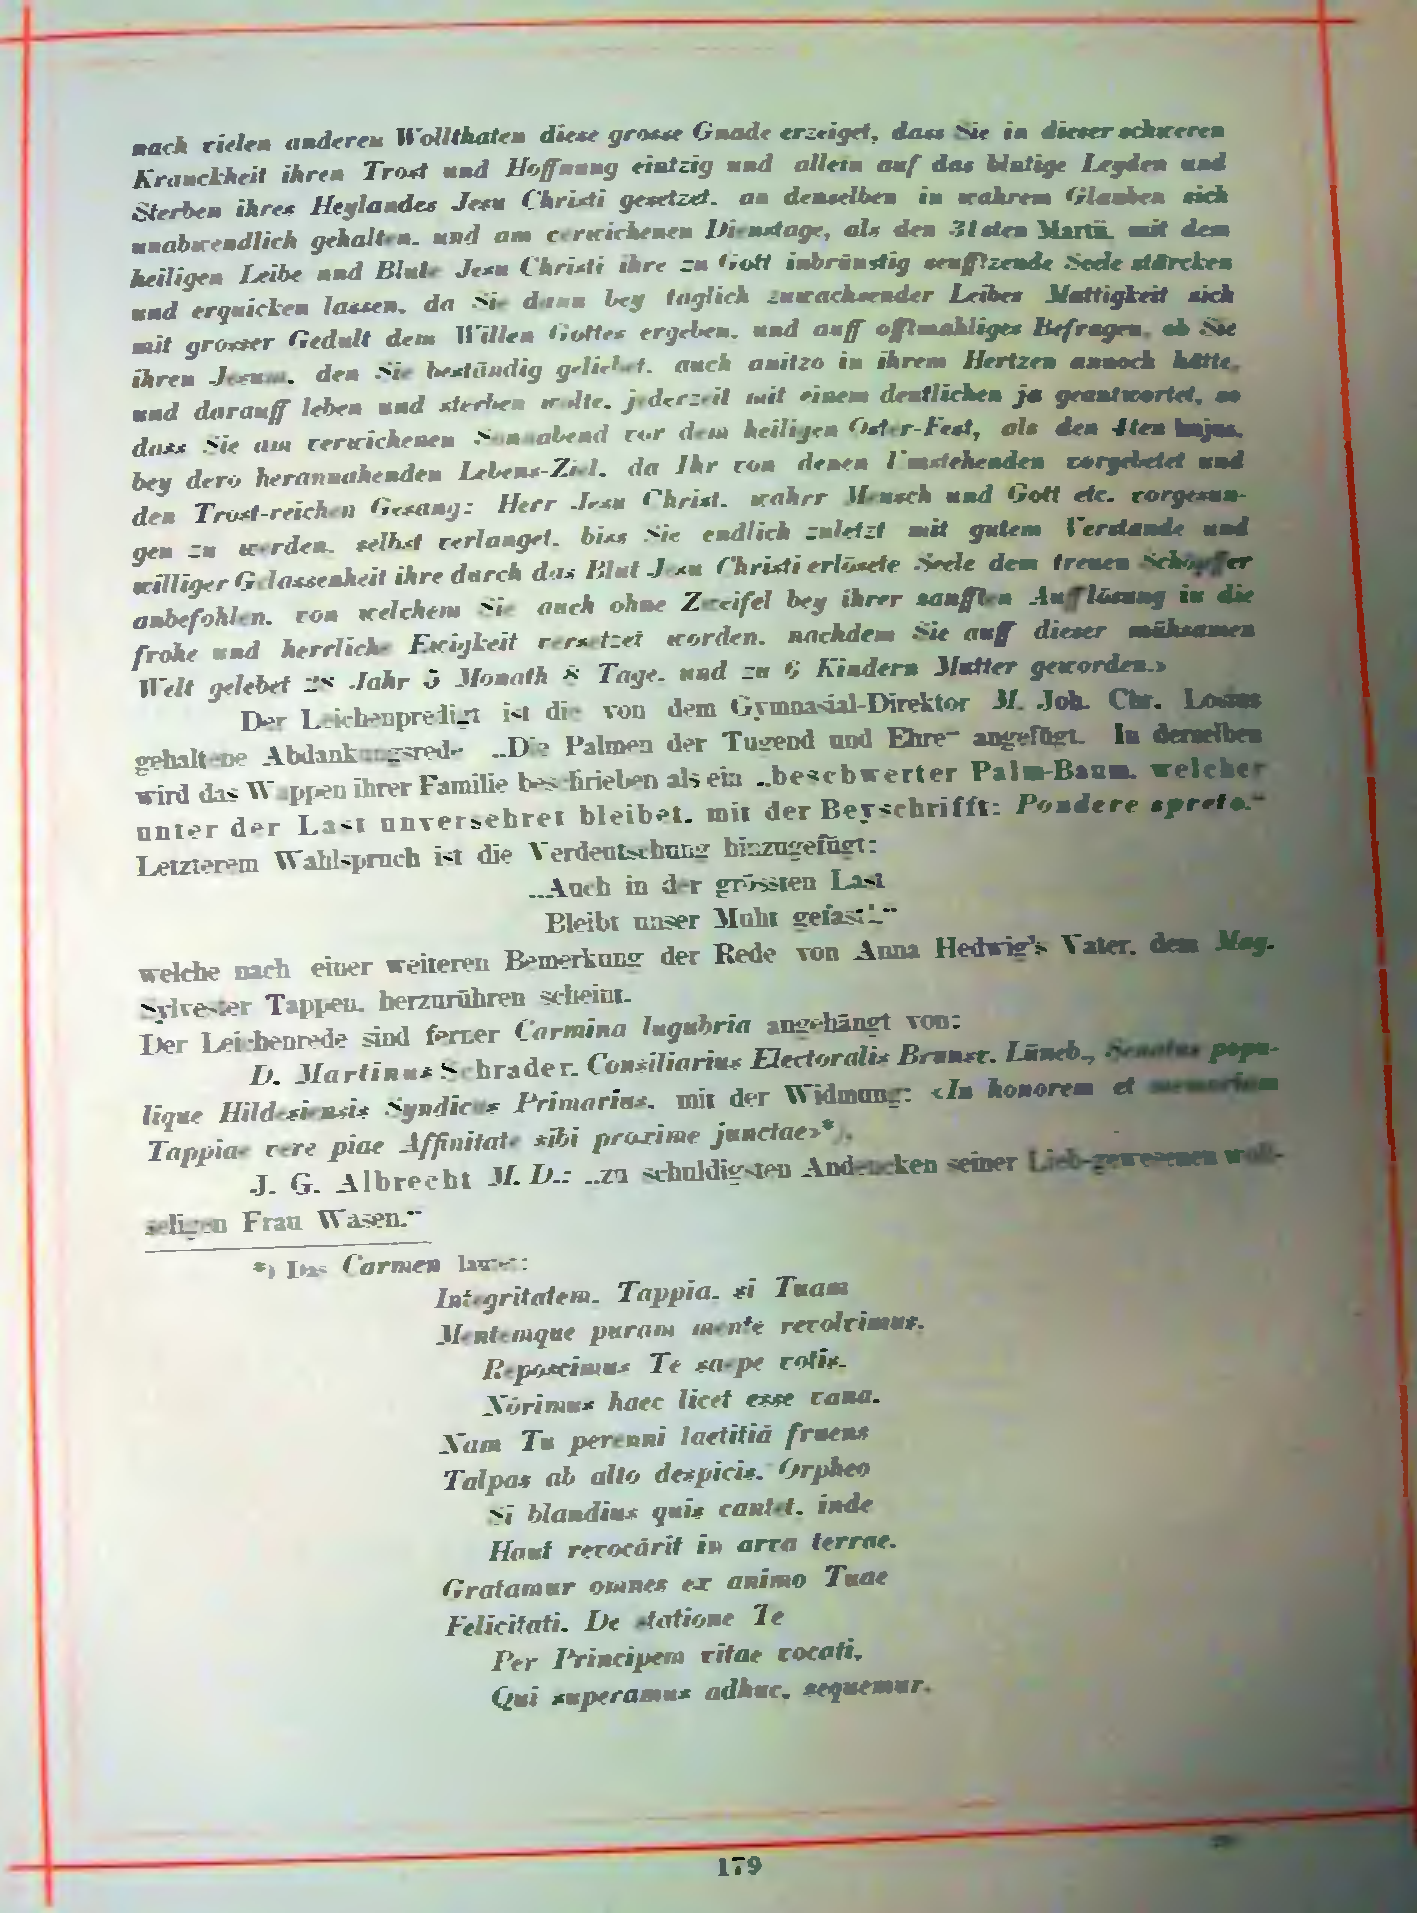 nach vielen anderen Wollthaten diese grosse Gnade erzeiget, dass Sie in dieser schweren
Kranckheit ihren Trost und Hoffnung eintzig und allein auf das blutige Leyden und
Sterben ihres Heylandes Jesu Christi gesetzet, an denselben in wahrem Glauben sich
unabwendlich gehalten, und am verwichenen Dienstage, als den 31sten Martii, mit dem
heiligen Leibe und Blute Jesu Christi ihre zu Gott inbrünstig seufftzende Seele stärcken
und erquicken lassen, da Sie dann bey täglich zuwachsender Leibes Mattigkeit sich
mit grosser Gedult dem Willen Gottes ergeben, und auff offtmahliges Befragen, ob Sie
ihren Jesum, den Sie beständig geliebet, auch anitzo in ihrem Hertzen annoch hätte,
und darauff leben und sterben wolte, jederzeit mit einem deutlichen ja geantwortet, so
dass Sie am verwichenen Sonnabend vor dem heiligen Oster-Fest, als den 4ten hujus,
bey dero herannahenden Lebens-Ziel, da Ihr von denen Umstehenden vorgebetet und
den Trost-reichen Gesang: Herr Jesu Christ, wahrr Mensch und Gott etc. vorgesun-
gen zu werden, selbst verlanget, biss Sie endlich zuletzt mit gutem Verstande und
williger Gelassenheit ihre durch das Blut Jesu Christi erlösete Seele dem treuen Schöpffer
anbefohlen, von welchem Sie auch ohne Zweifel bey ihrer sanfften Aufflösung in die
frohe und herrliche Ewigkeit versetzet worden, nachdem Sie auff dieser mühsamen
Welt gelebet 28 Jahr 5 Monath 8 Tage, und zu 6 Kindern Mutter geworden.»
Der Leichenpredigt ist die von dem Gymnasial-Direktor M. Joh. Chr. Losius
gehaltene Abdankungsrede „Die Palmen der Tugend und Ehre“ angefügt. In derselben
wird das Wappen ihrer Familie beschrieben als ein „beschwerter Palm-Baum, welcher
unter der Last unversehret bleibet, mit der Beyschrifft: Pondere spreto.“
Letzterem Wahlspruch ist die Verdeutschung hinzugefügt:
„Auch in der grössten Last
Bleibt unser Muht gefast!“
welche nach einer weiteren Bemerkung der Rede von Anna Hedwig's Vater, dem Mag.
Sylvester Tappen, herzurühren scheint.
Der Leichenrede sind ferner Carmina lugubria angehängt von:
D. Martinus Schrader, Consiliarius Electoralis Brunsv. Lüneb., Senatus popu-
lique Hildesiensis Syndicus Primarius, mit der Widmung: «In honorem et memoriam
Tappiae vere piae Affinitate sibi proxime junctae»*).
J. G. Albrecht M. D.: „zu schuldigsten Andencken seiner Lieb-gewesenen woll-
seligen Frau Wasen.“
*) Das Carmen lautet:
Integritatem, Tappia, si Tuam
Mentemque puram mente revolvimus,
Reposcimus Te saepe votis,
Nôrimus haec licet esse vana.
Nam Tu perenni laetitiâ fruens
Talpas ab alto despicis. Orpheo
Si blandius quis cantet, inde
Haut revocârit in arva terrae.
Gratamur omnes ex animo Tuae
Felicitati. De statione Te
Per Principem vitae vocati,
Qui superamus adhuc, sequemur.
179